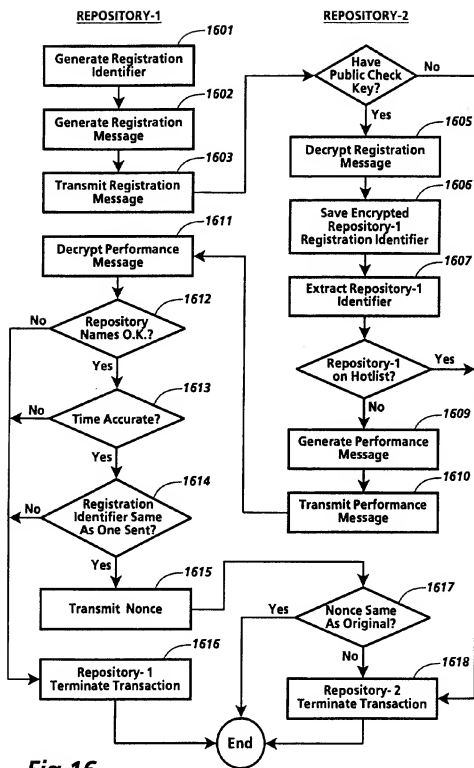 REPOSITORY-1
1601
Generate Registration
Identifier
1602
Generate Registration
Message
1603
Transmit Registration
Message
1611
Decrypt Performance
Message
1612
Repository
Names O.K.?
No
Yes
1613
Time Accurate?
No
Yes
1614
Registration
Identifier Same
As One Sent?
No
Yes
1615
Transmit Nonce
1616
Repository- 1
Terminate Transaction
REPOSITORY-2
Have
Public Check
Key?
No
Yes
1605
Decrypt Registration
Message
1606
Save Encrypted
Repository-1
Registration Identifier
1607
Extract Repository-1
Identifier
Repository-1
on Hotlist?
Yes
No
1609
Generate Performance
Message
1610
Transmit Performance
Message
1617
Nonce Same
As Original?
Yes
No
1618
Repository- 2
Terminate Transaction
End
Fig.16